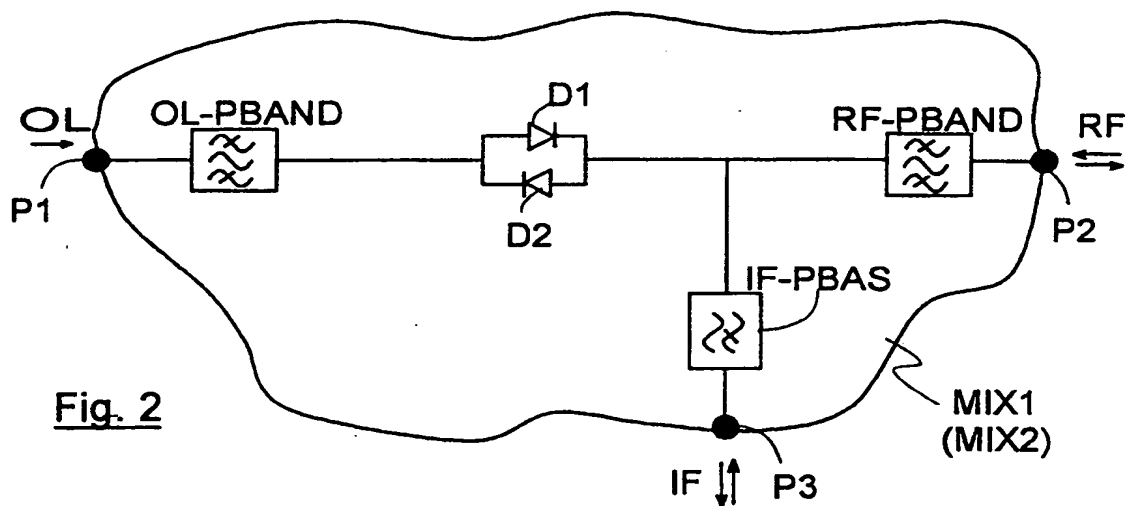 OL
OL-PBAND
D1
RF-PBAND
RF
P1
D2
P2
IF-PBAS
Fig. 2
MIX1
(MIX2)
IF
P3